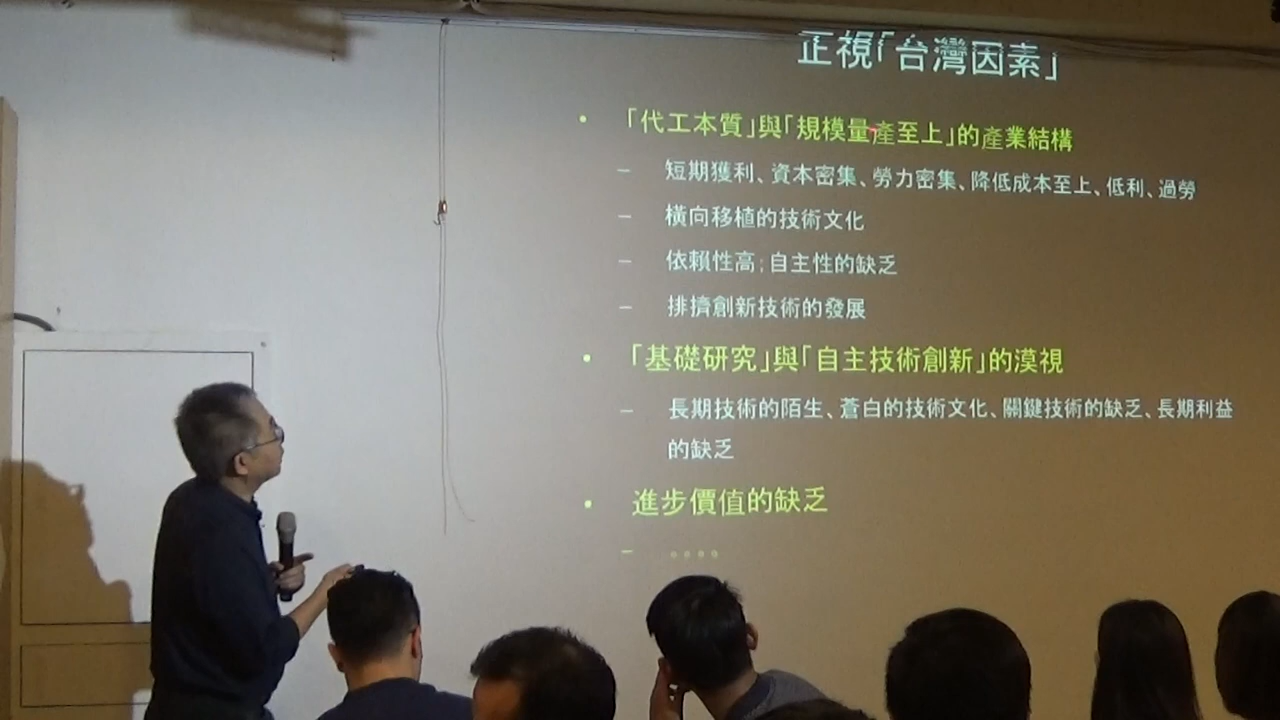 正視「台灣因素」
• 「代工本質」與「規模量產至上」的產業結構
– 短期獲利、資本密集、勞力密集、降低成本至上、低利、過勞
– 橫向移植的技術文化
– 依賴性高；自主性的缺乏
– 排擠創新技術的發展
• 「基礎研究」與「自主技術創新」的漠視
– 長期技術的陌生、蒼白的技術文化、關鍵技術的缺乏、長期利益
的缺乏
• 進步價值的缺乏
– 。。。。